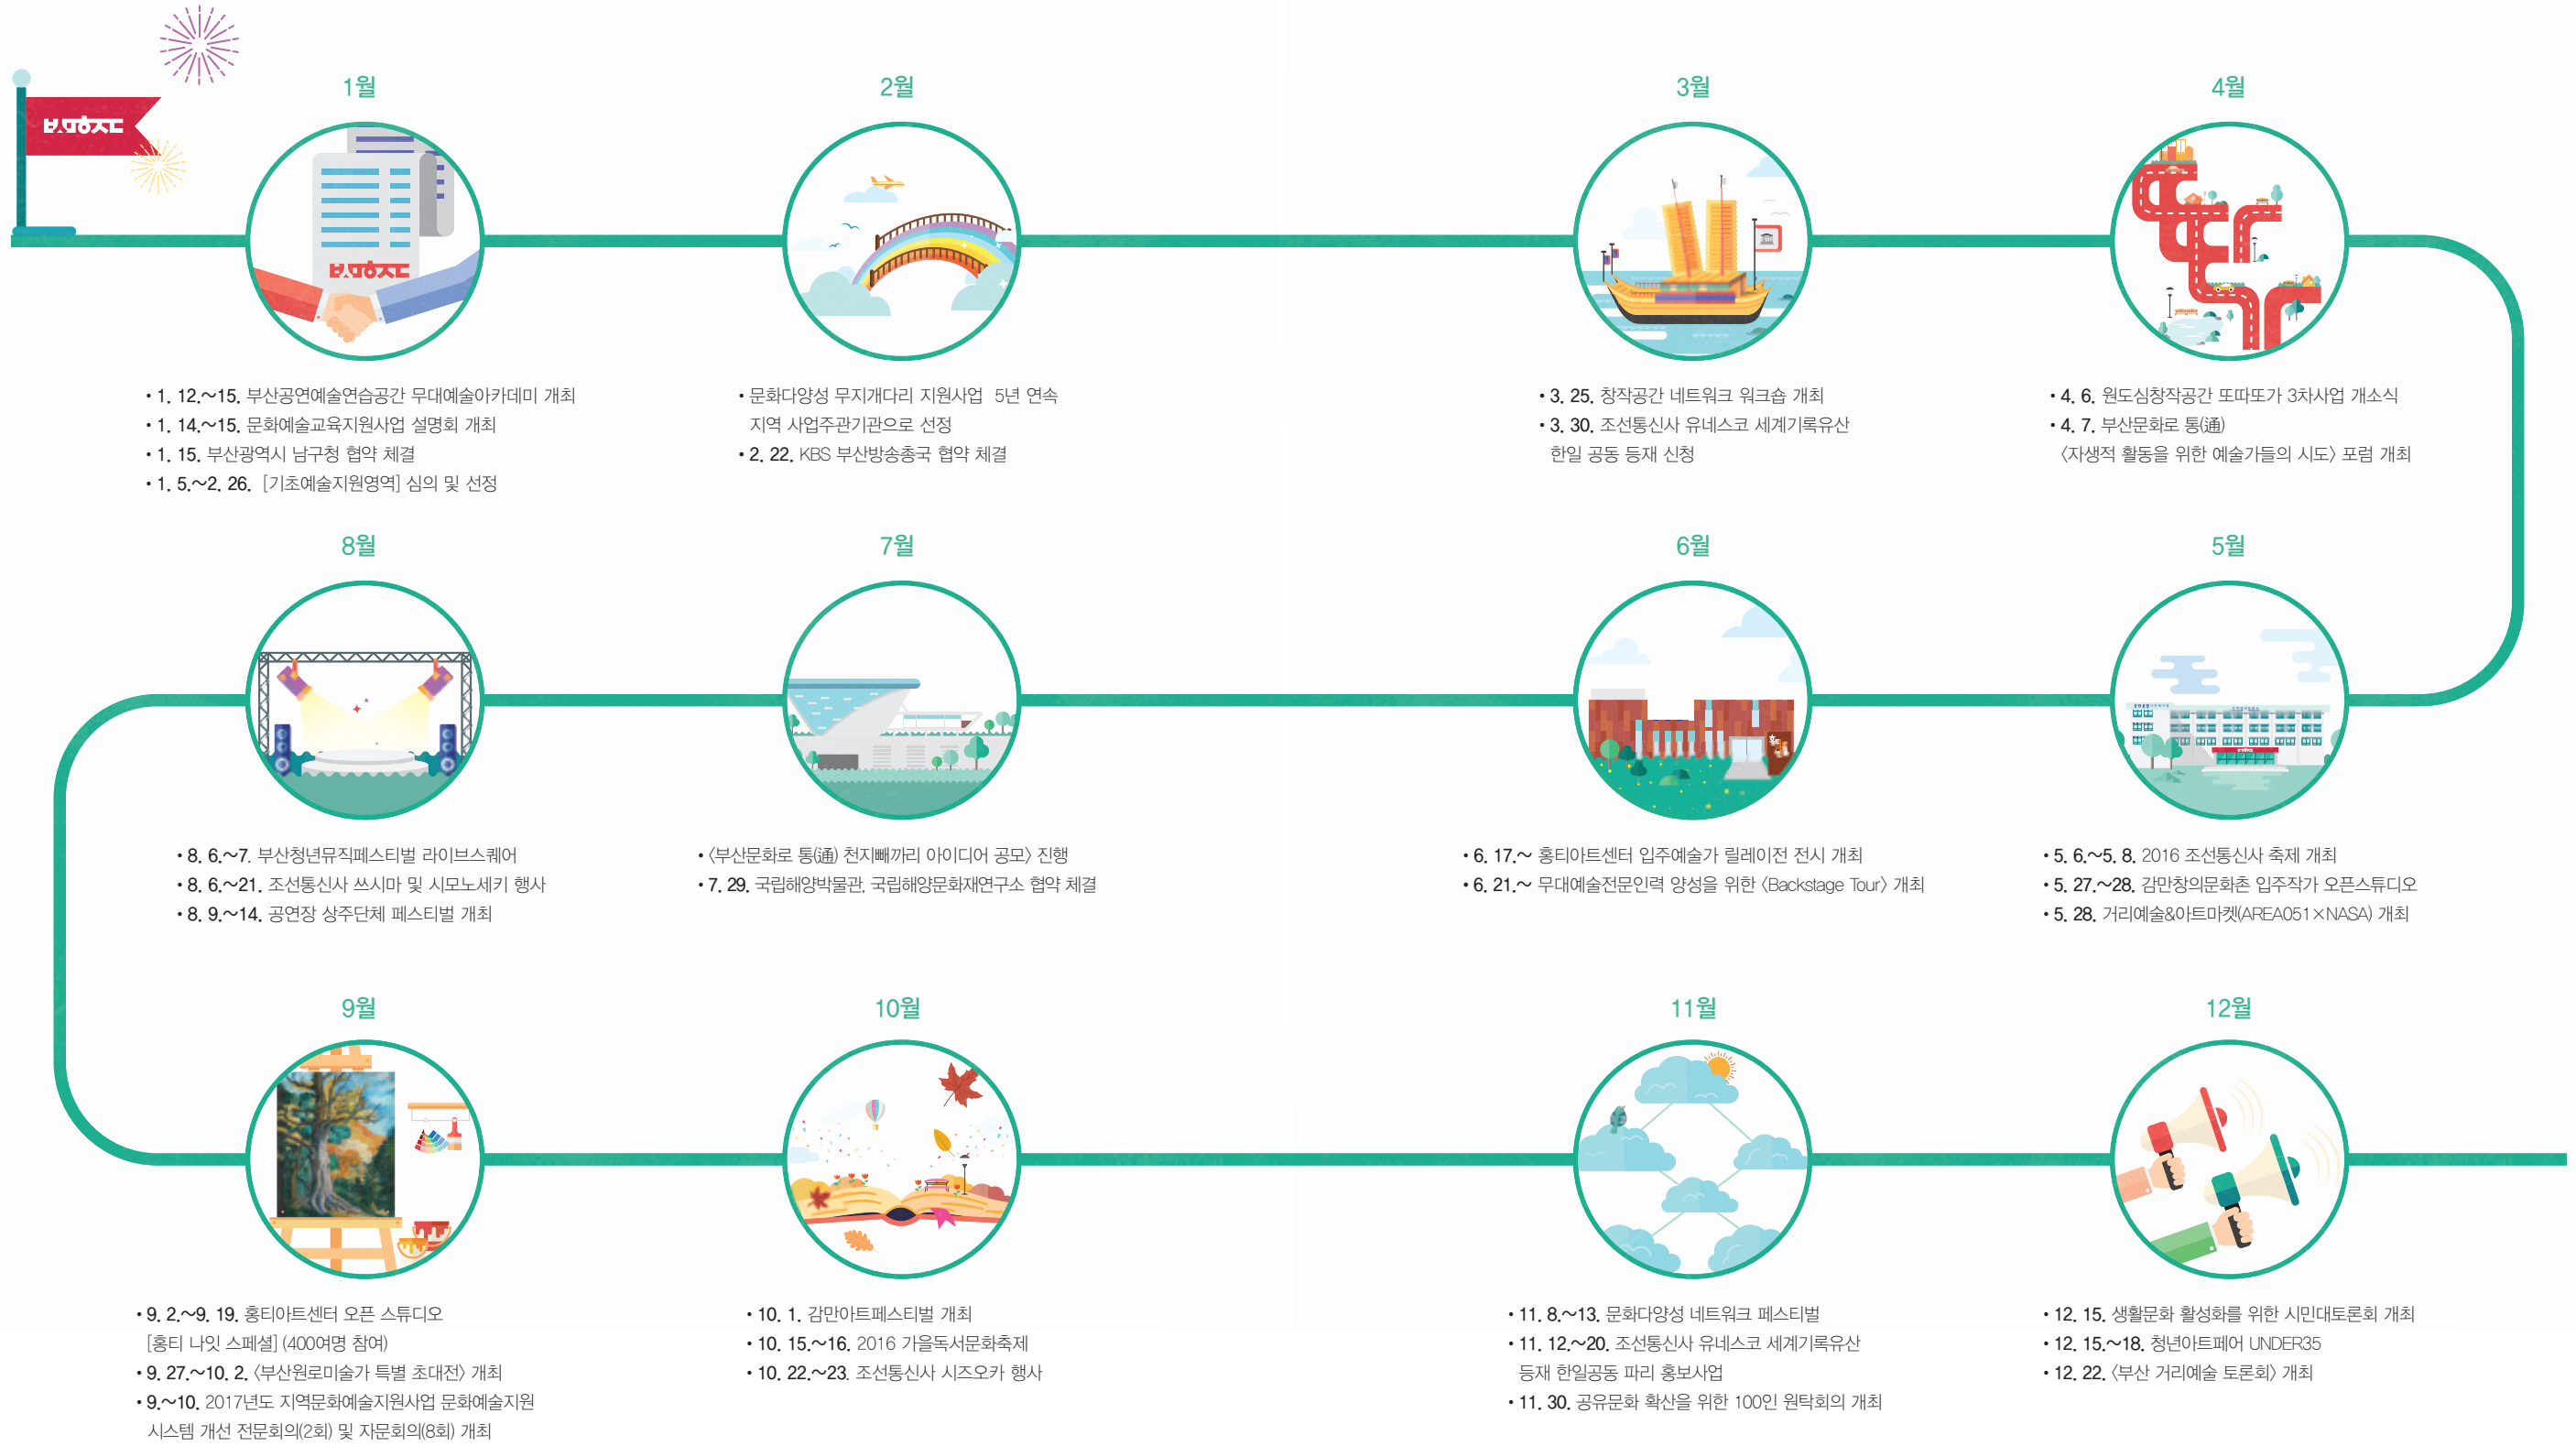 1월
• 1. 12.~15. 부산공연예술연습공간 무대예술아카데미 개최
• 1. 14.~15. 문화예술교육지원사업 설명회 개최
• 1. 15. 부산광역시 남구청 협약 체결
• 1. 5.~2. 26. [기초예술지원영역] 심의 및 선정
2월
• 문화다양성 무지개다리 지원사업 5년 연속
지역 사업주관기관으로 선정
• 2. 22. KBS 부산방송총국 협약 체결
3월
• 3. 25. 창작공간 네트워크 워크숍 개최
• 3. 30. 조선통신사 유네스코 세계기록유산
한일 공동 등재 신청
4월
• 4. 6. 원도심창작공간 또따또가 3차사업 개소식
• 4. 7. 부산문화로 통(通)
〈자생적 활동을 위한 예술가들의 시도〉 포럼 개최
5월
• 5. 6.~5. 8. 2016 조선통신사 축제 개최
• 5. 27.~28. 감만창의문화촌 입주작가 오픈스튜디오
• 5. 28. 거리예술&아트마켓(AREA051×NASA) 개최
6월
• 6. 17.~ 홍티아트센터 입주예술가 릴레이전 전시 개최
• 6. 21.~ 무대예술전문인력 양성을 위한 〈Backstage Tour〉 개최
7월
• 〈부산문화로 통(通) 천지빼까리 아이디어 공모〉 진행
• 7. 29. 국립해양박물관, 국립해양문화재연구소 협약 체결
8월
• 8. 6.~7. 부산청년뮤직페스티벌 라이브스퀘어
• 8. 6.~21. 조선통신사 쓰시마 및 시모노세키 행사
• 8. 9.~14. 공연장 상주단체 페스티벌 개최
9월
• 9. 2.~9. 19. 홍티아트센터 오픈 스튜디오
[홍티 나잇 스페셜] (400여명 참여)
• 9. 27.~10. 2. 〈부산원로미술가 특별 초대전〉 개최
• 9.~10. 2017년도 지역문화예술지원사업 문화예술지원
시스템 개선 전문회의(2회) 및 자문회의(8회) 개최
10월
• 10. 1. 감만아트페스티벌 개최
• 10. 15.~16. 2016 가을독서문화축제
• 10. 22.~23. 조선통신사 시즈오카 행사
11월
• 11. 8.~13. 문화다양성 네트워크 페스티벌
• 11. 12.~20. 조선통신사 유네스코 세계기록유산
등재 한일공동 파리 홍보사업
• 11. 30. 공유문화 확산을 위한 100인 원탁회의 개최
12월
• 12. 15. 생활문화 활성화를 위한 시민대토론회 개최
• 12. 15.~18. 청년아트페어 UNDER35
• 12. 22. 〈부산 거리예술 토론회〉 개최